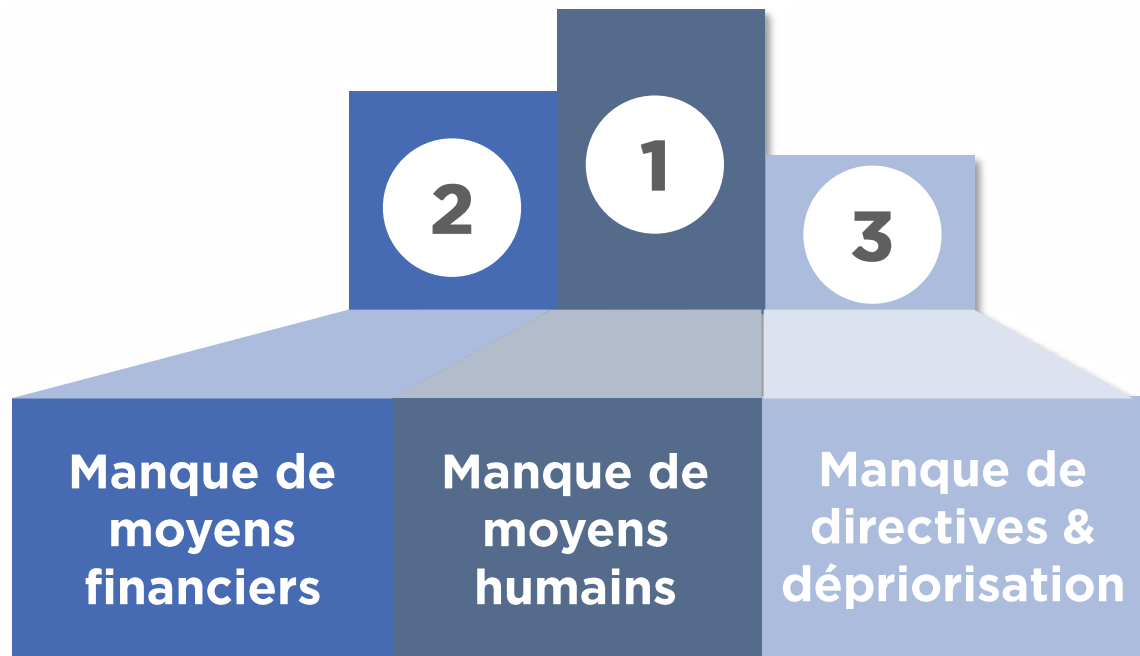 2
1
3
Manque de
moyens
financiers
Manque de
moyens
humains
Manque de
directives &
dépriorisation